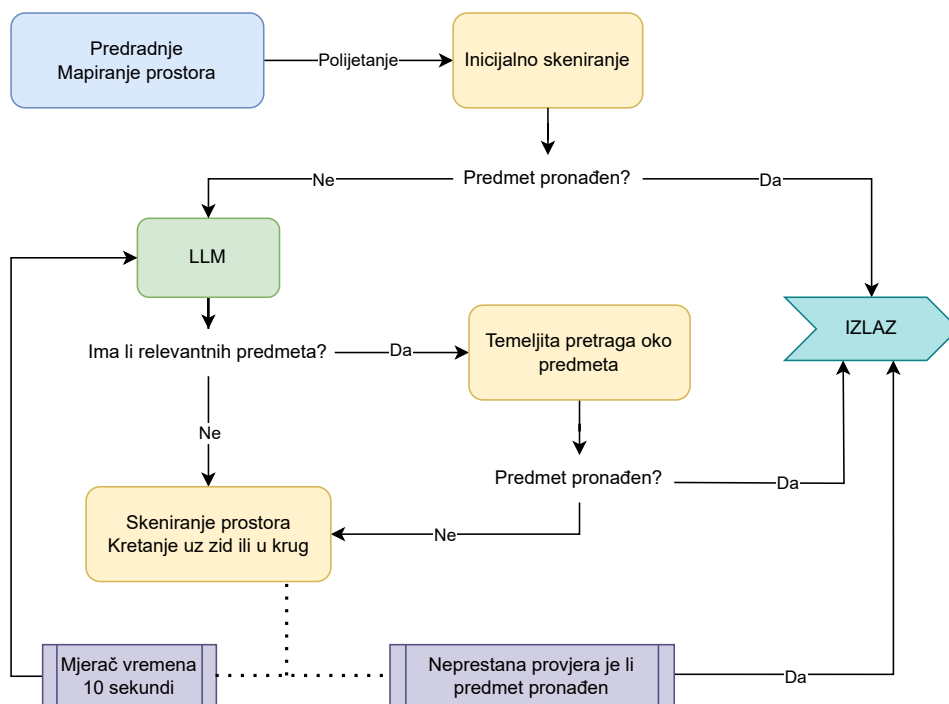 Predradnje
Mapiranje prostora
Polijetanje
Inicijalno skeniranje
Predmet pronađen?
Ne
Da
LLM
IZLAZ
Ima li relevantnih predmeta?
Da
Temeljita pretraga oko
predmeta
Ne
Predmet pronađen?
Da
Skeniranje prostora
Kretanje uz zid ili u krug
Ne
Mjerač vremena
10 sekundi
Neprestana provjera je li
predmet pronađen
Da